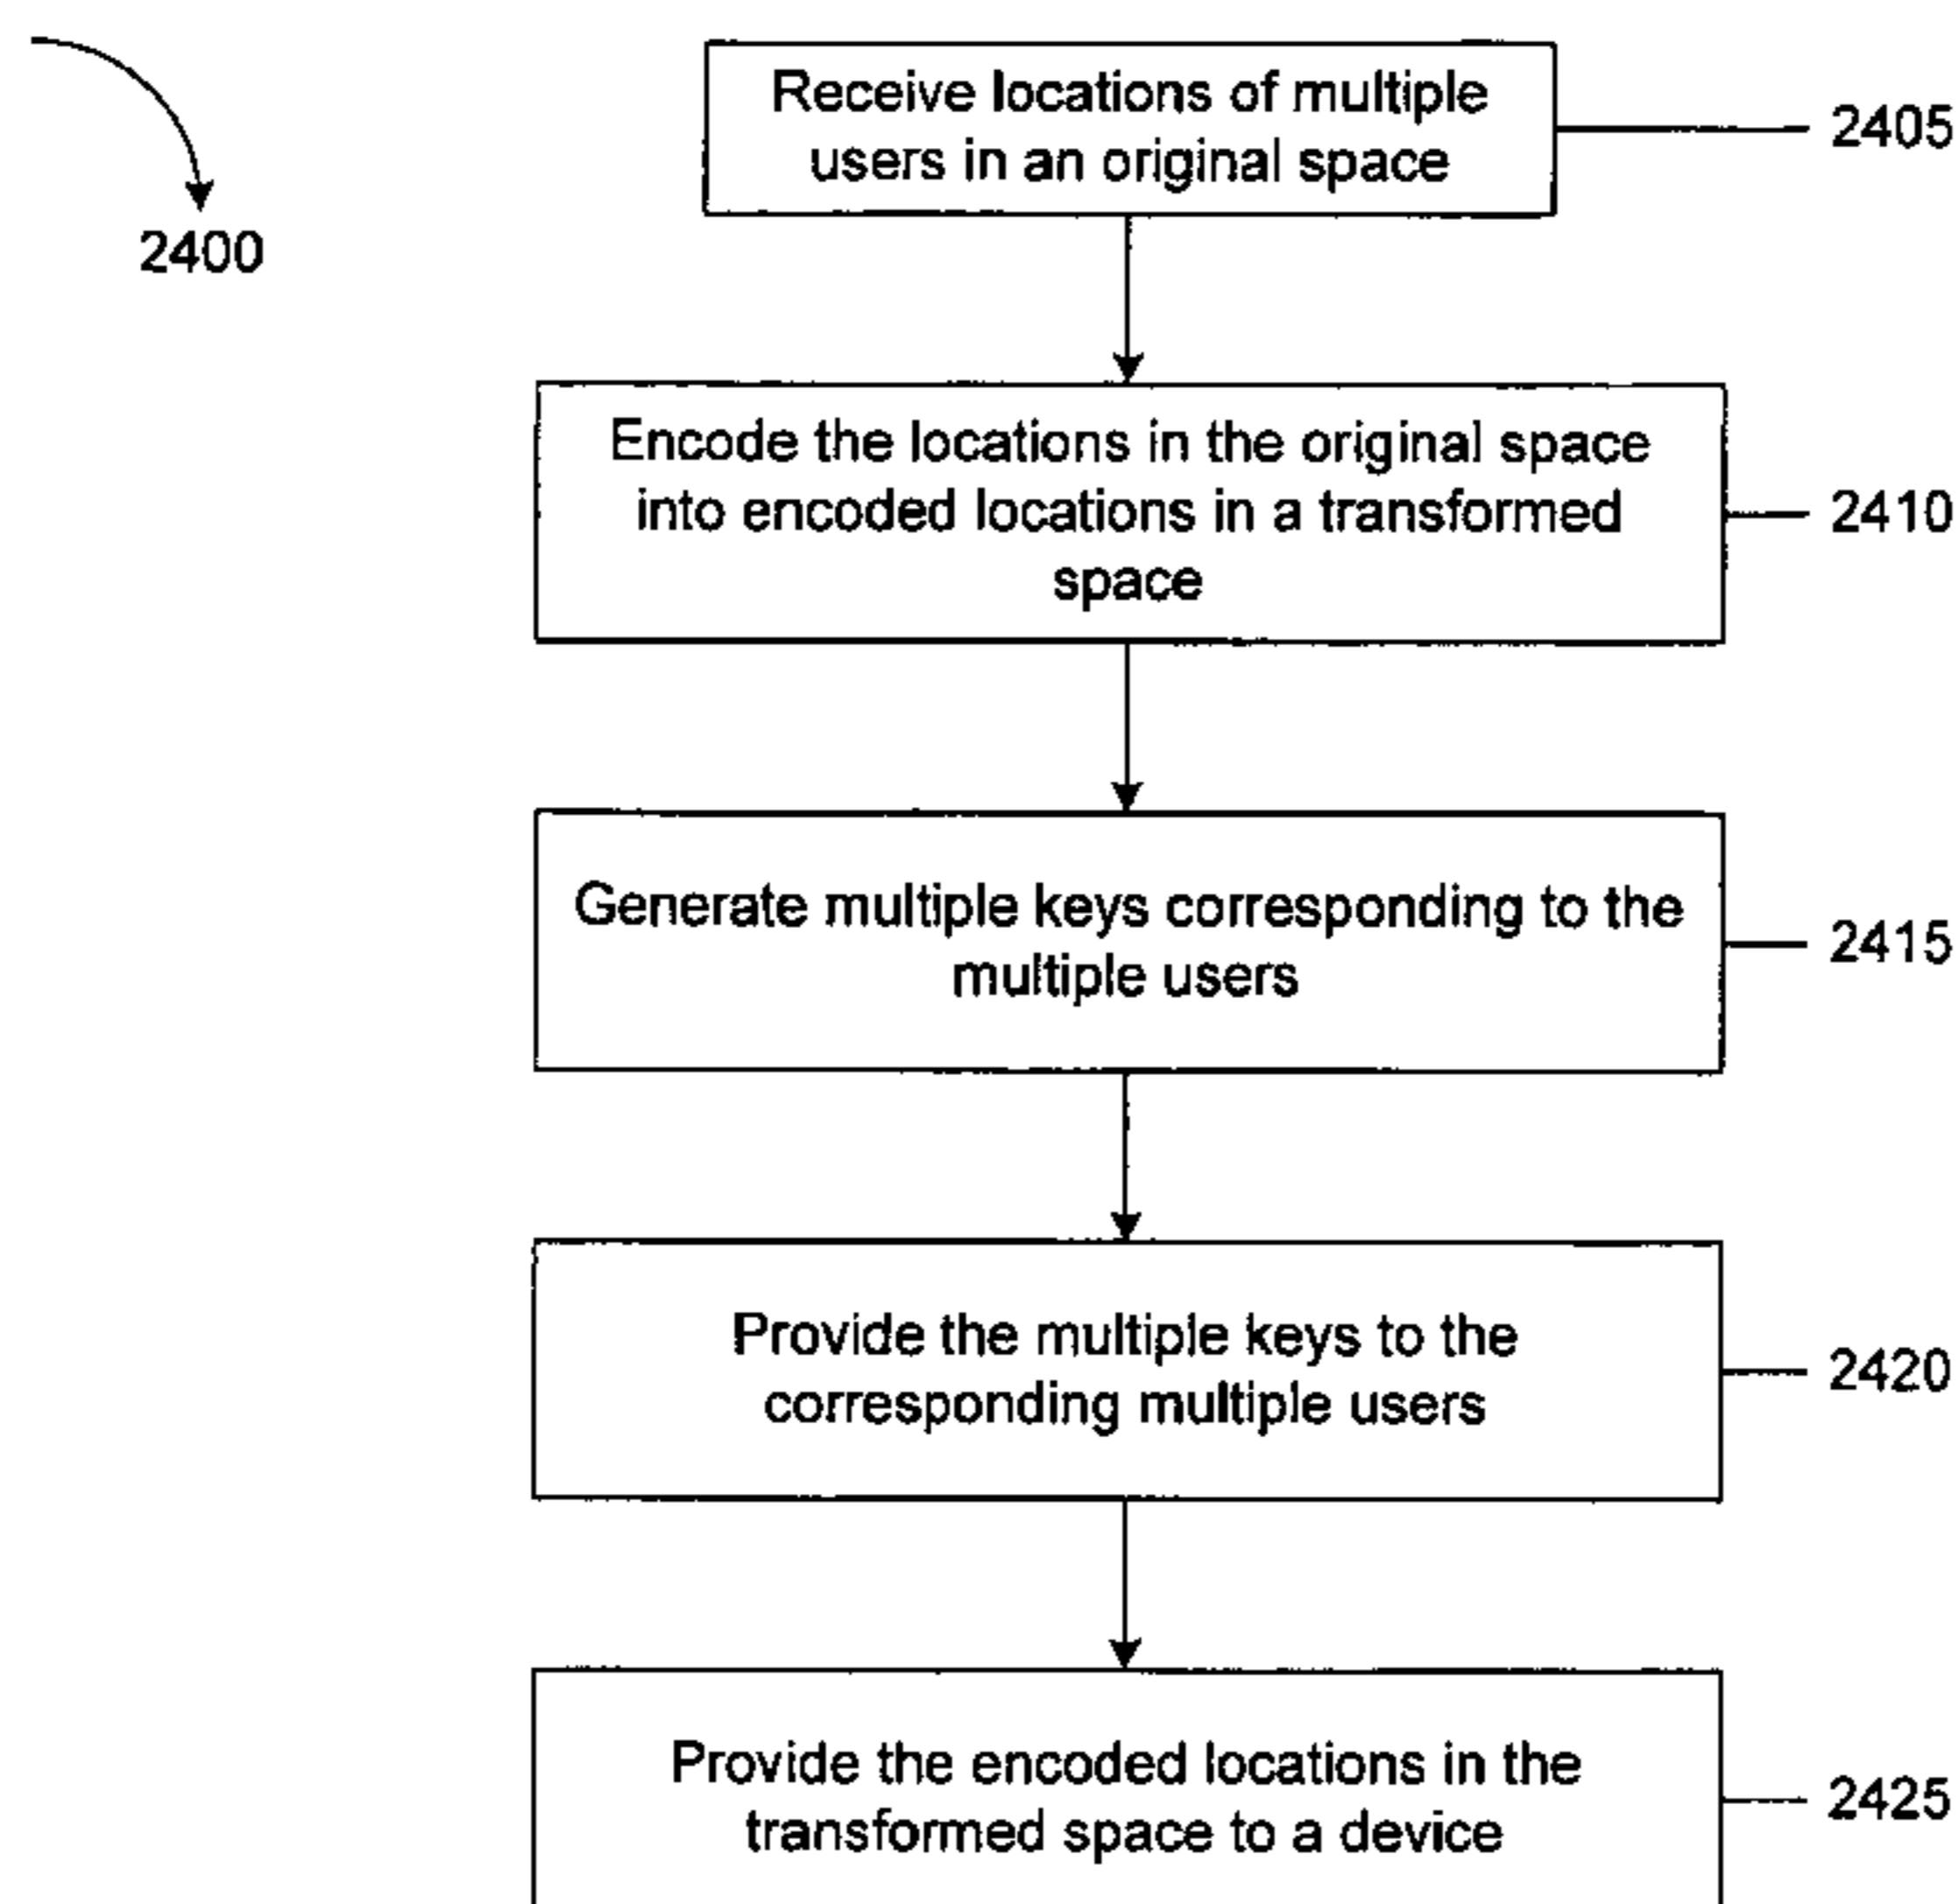 Receive locations of multiple
users in an original space
2405
2400
Encode the locations in the original space
into encoded locations in a transformed
space
2410
Generate multiple keys corresponding to the
multiple users
2415
Provide the multiple keys to the
corresponding multiple users
2420
Provide the encoded locations in the
transformed space to a device
2425